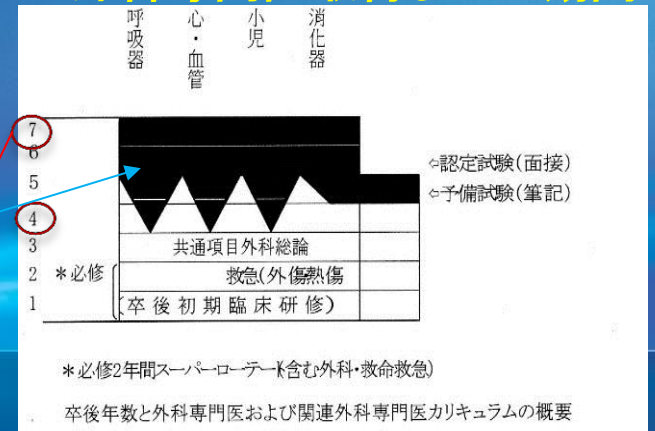 呼吸器
心・血管
小児
消化器
7
6
⇦認定試験(面接)
5
⇦予備試験(筆記)
4
3 共通項目外科総論
2 *必修 救急(外傷熱傷
1 (卒後初期臨床研修)
*必修2年間スーパーローテート(含む外科・救命救急)
卒後年数と外科専門医および関連外科専門医カリキュラムの概要